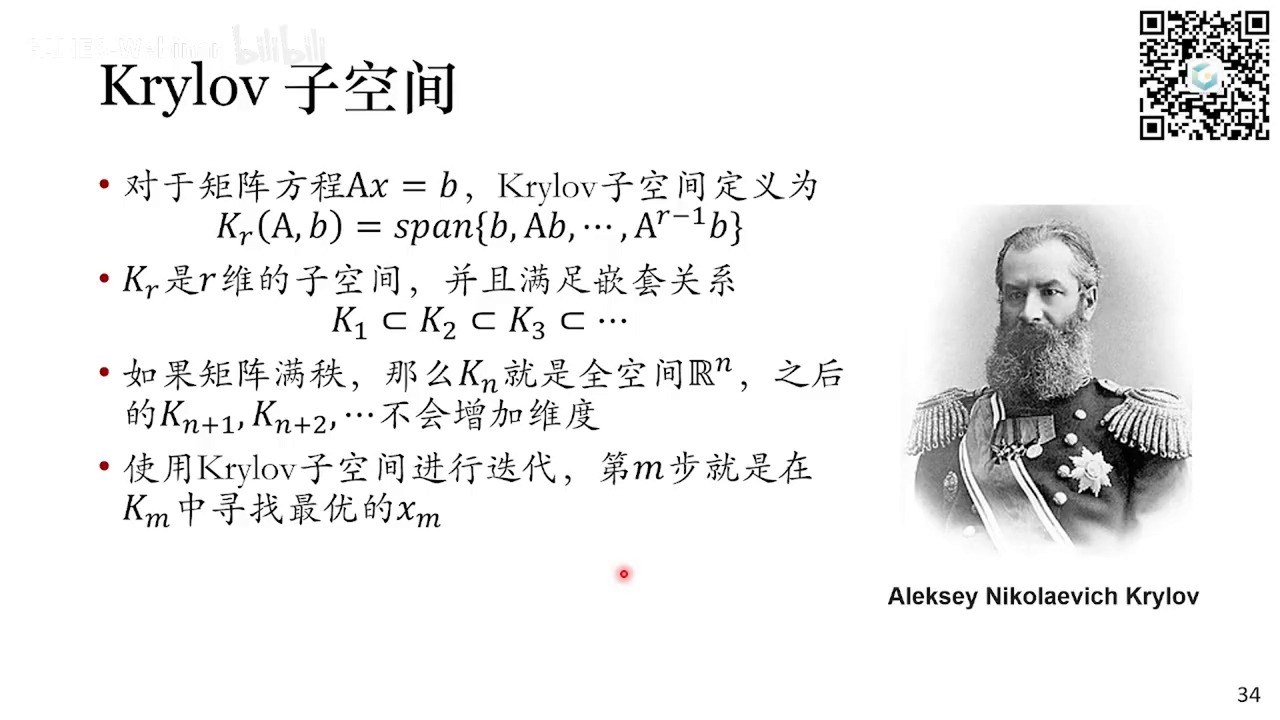 bilibili
Krylov 子空间
• 对于矩阵方程Ax = b，Krylov子空间定义为
K_r(A, b) = span{b, Ab, ⋯, A^{r−1}b}
• K_r是r维的子空间，并且满足嵌套关系
K_1 ⊂ K_2 ⊂ K_3 ⊂ ⋯
• 如果矩阵满秩，那么K_n就是全空间ℝ^n，之后
的K_{n+1}, K_{n+2}, ⋯不会增加维度
• 使用Krylov子空间进行迭代，第m步就是在
K_m中寻找最优的x_m
Aleksey Nikolaevich Krylov
34